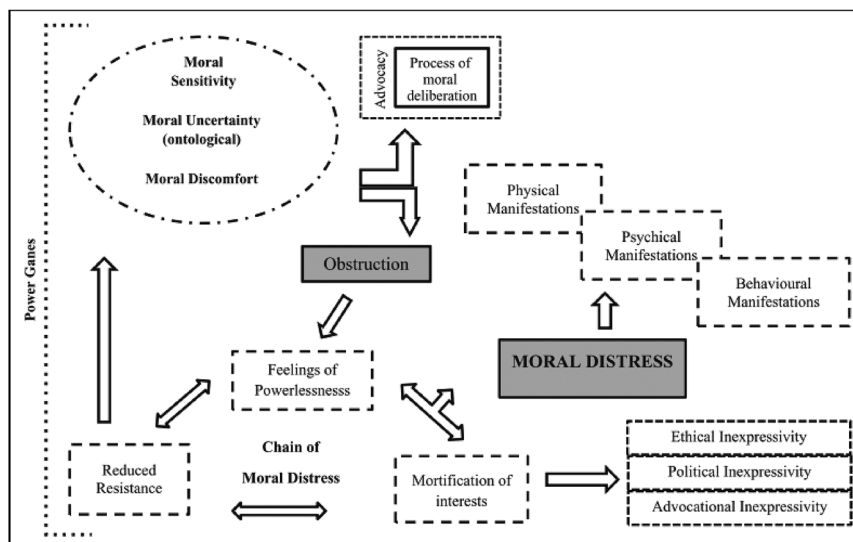 Power Ganes
Moral
Sensitivity
Moral Uncertainty
(ontological)
Moral Discomfort
Advocacy
Process of
moral
deliberation
Physical
Manifestations
Psychical
Manifestations
Behavioural
Manifestations
Obstruction
MORAL DISTRESS
Feelings of
Powerlessnesss
Chain of
Moral Distress
Reduced
Resistance
Mortification of
interests
Ethical Inexpressivity
Political Inexpressivity
Advocational Inexpressivity